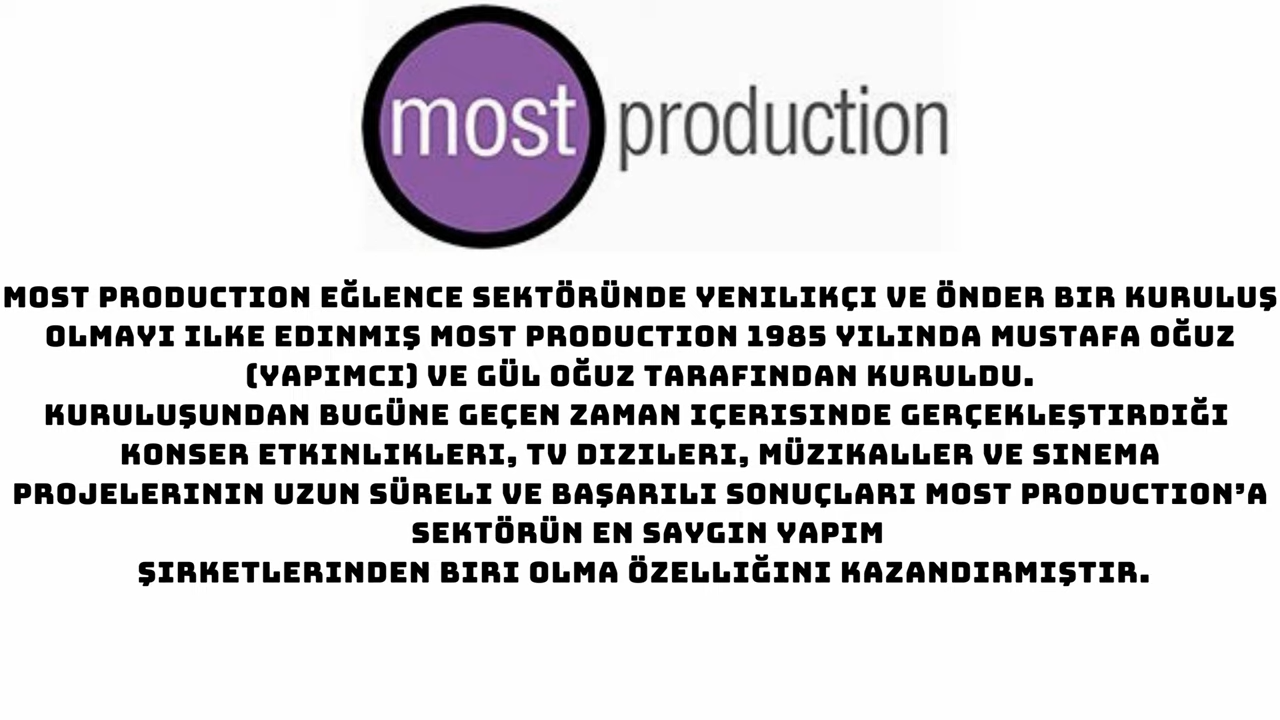 most production
MOST PRODUCTION EĞLENCE SEKTÖRÜNDE YENILIKÇI VE ÖNDER BIR KURULUŞ
OLMAYI ILKE EDINMIŞ MOST PRODUCTION 1985 YILINDA MUSTAFA OĞUZ
(YAPIMCI) VE GÜL OĞUZ TARAFINDAN KURULDU.
KURULUŞUNDAN BUGÜNE GEÇEN ZAMAN IÇERISINDE GERÇEKLEŞTIRDIĞI
KONSER ETKINLIKLERI, TV DIZILERI, MÜZIKALLER VE SINEMA
PROJELERININ UZUN SÜRELI VE BAŞARILI SONUÇLARI MOST PRODUCTION’A
SEKTÖRÜN EN SAYGIN YAPIM
ŞIRKETLERINDEN BIRI OLMA ÖZELLIĞINI KAZANDIRMIŞTIR.